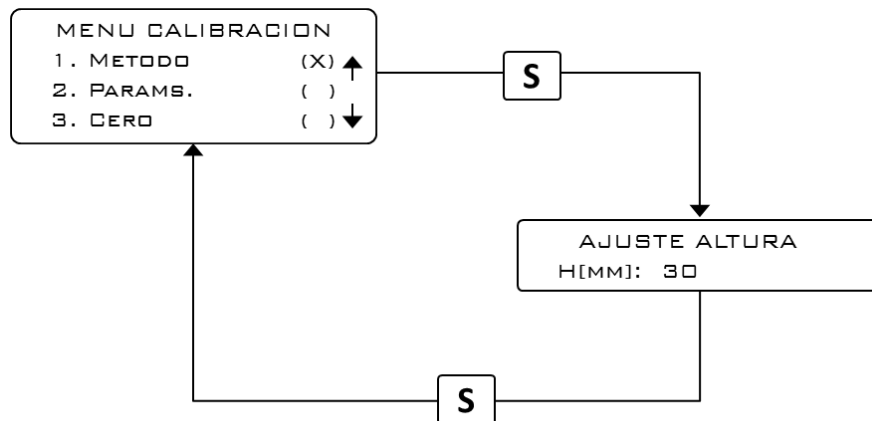 MENU CALIBRACION
1. METODO (X)
2. PARAMS. ( )
3. CERO ( )
S
AJUSTE ALTURA
H[MM]: 30
S